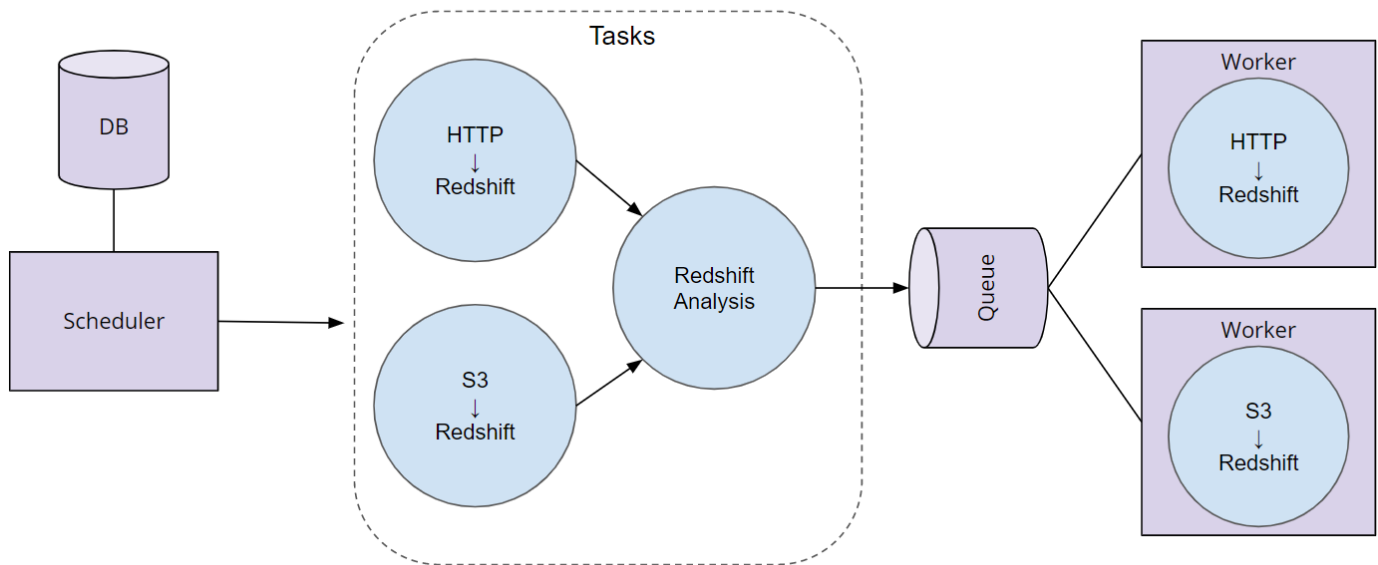 Tasks
DB
Scheduler
HTTP
↓
Redshift
S3
↓
Redshift
Redshift
Analysis
Queue
Worker
HTTP
↓
Redshift
Worker
S3
↓
Redshift